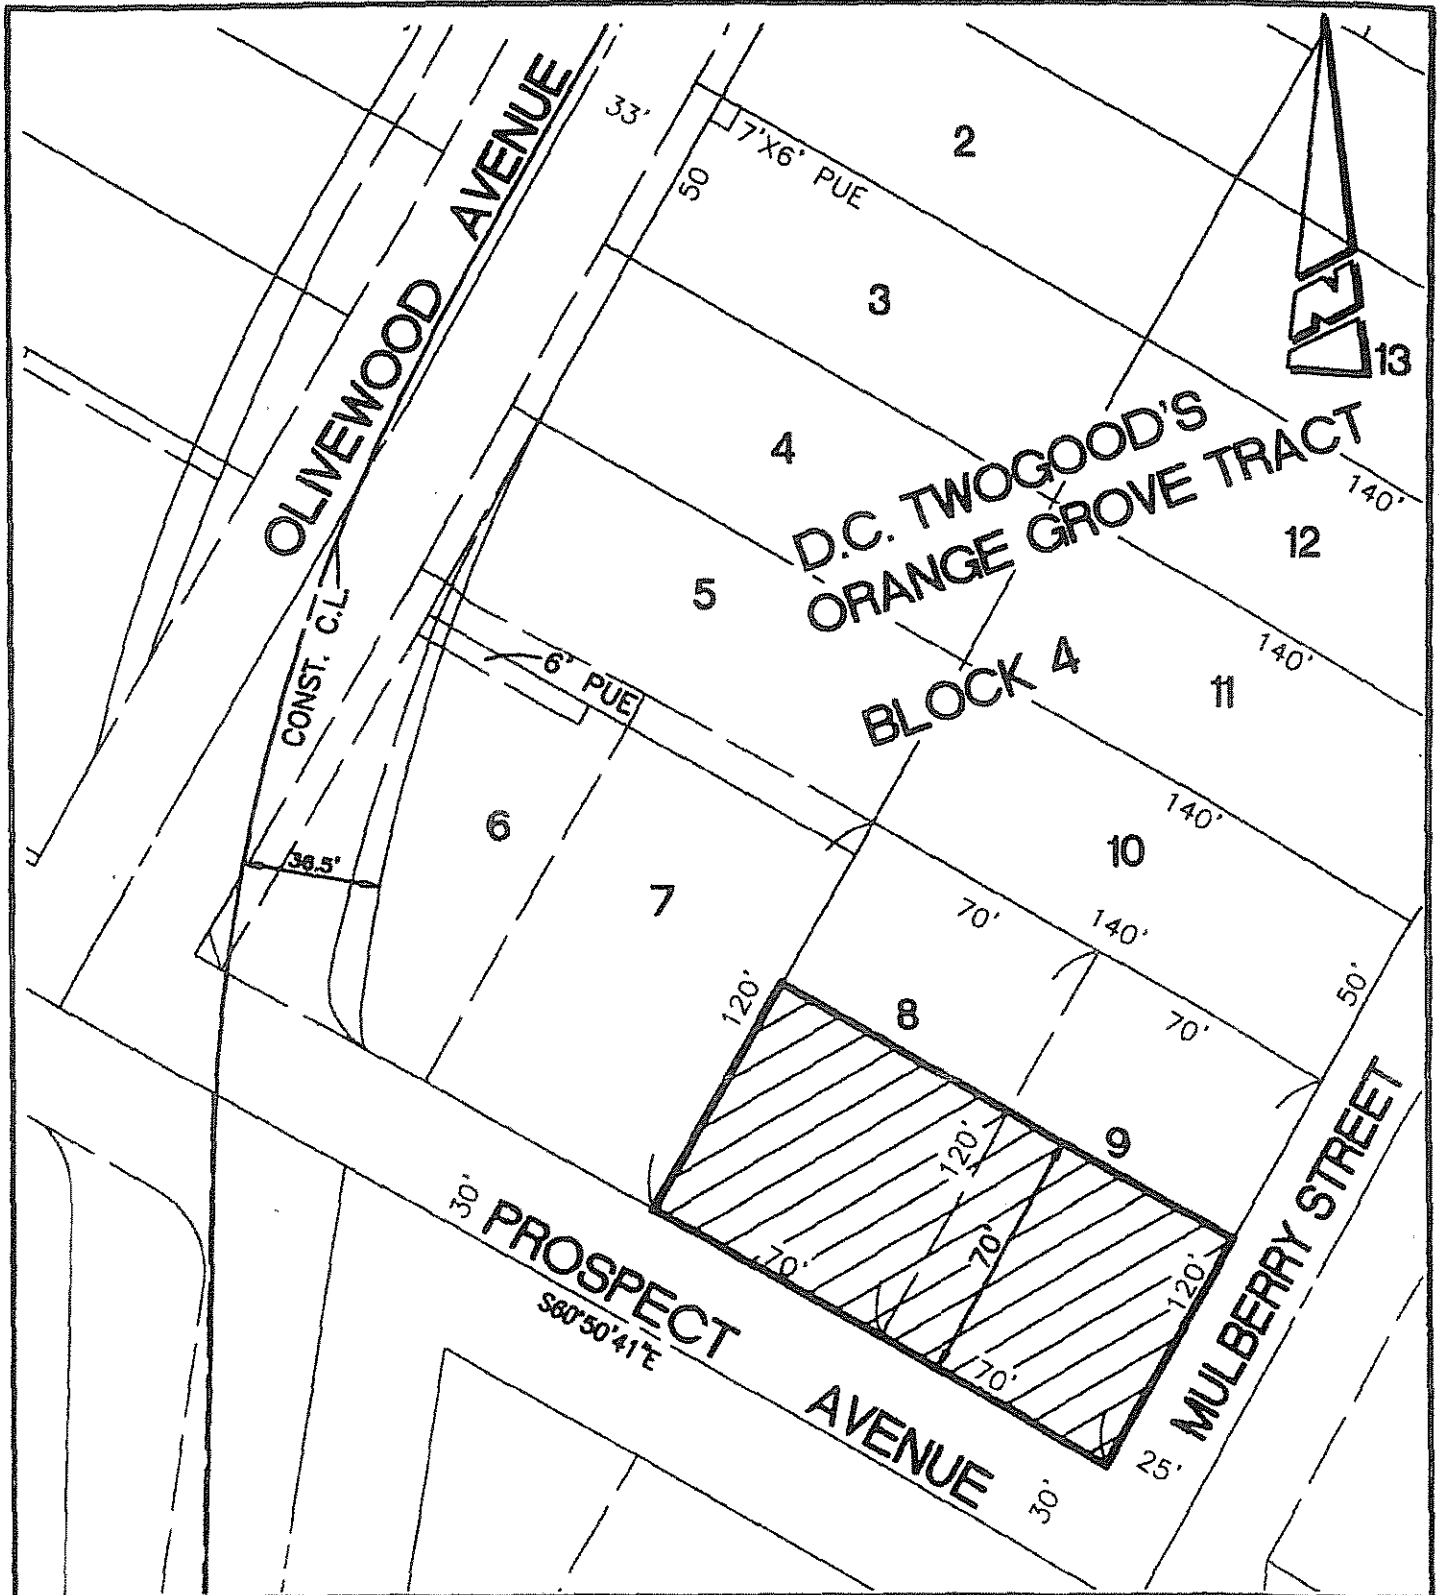 OLIVEWOOD AVENUE
33'
50
7'X6' PUE
2
3
13
4
D.C. TWOGOOD'S
ORANGE GROVE TRACT
140'
12
5
140'
BLOCK 4
11
CONST. C.L.
6' PUE
140'
6
10
36.5'
7
70'
140'
50'
120'
8
70'
9
120'
MULBERRY STREET
30'
PROSPECT AVENUE
S60°50'41"E
70'
70'
120'
70'
25'
30'
N